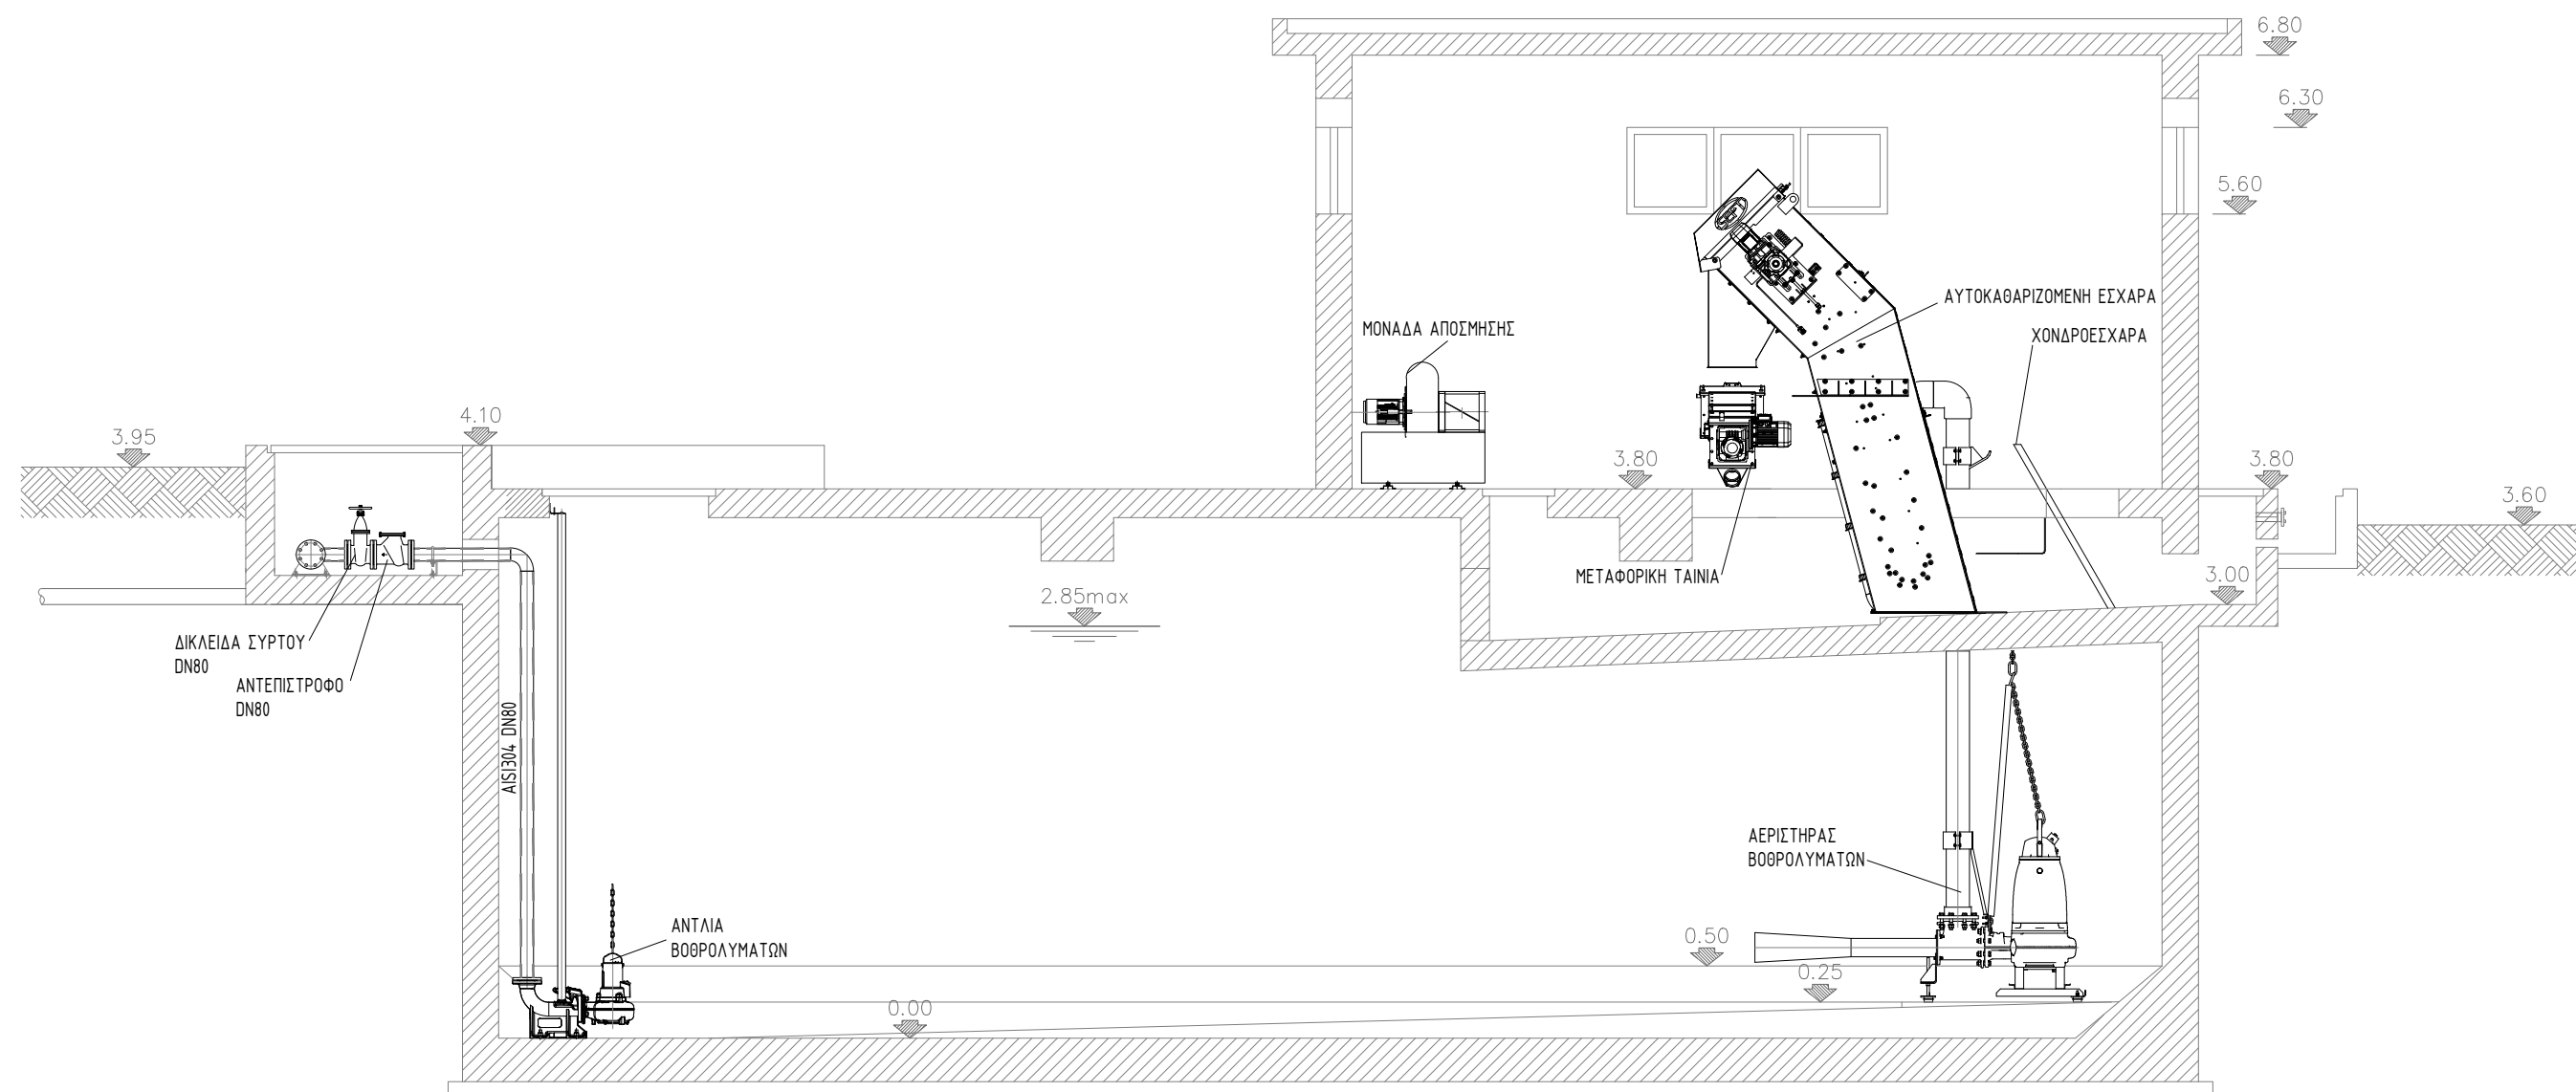 6.80
6.30
5.60
ΑΥΤΟΚΑΘΑΡΙΖΟΜΕΝΗ ΕΣΧΑΡΑ
ΜΟΝΑΔΑ ΑΠΟΣΜΗΣΗΣ
ΧΟΝΔΡΟΕΣΧΑΡΑ
4.10
3.95
3.80
3.80
3.60
ΜΕΤΑΦΟΡΙΚΗ ΤΑΙΝΙΑ
3.00
2.85max
ΔΙΚΛΕΙΔΑ ΣΥΡΤΟΥ
DN80
ΑΝΤΕΠΙΣΤΡΟΦΟ
DN80
AISI304 DN80
ΑΕΡΙΣΤΗΡΑΣ
ΒΟΘΡΟΛΥΜΑΤΩΝ
ΑΝΤΛΙΑ
ΒΟΘΡΟΛΥΜΑΤΩΝ
0.50
0.25
0.00